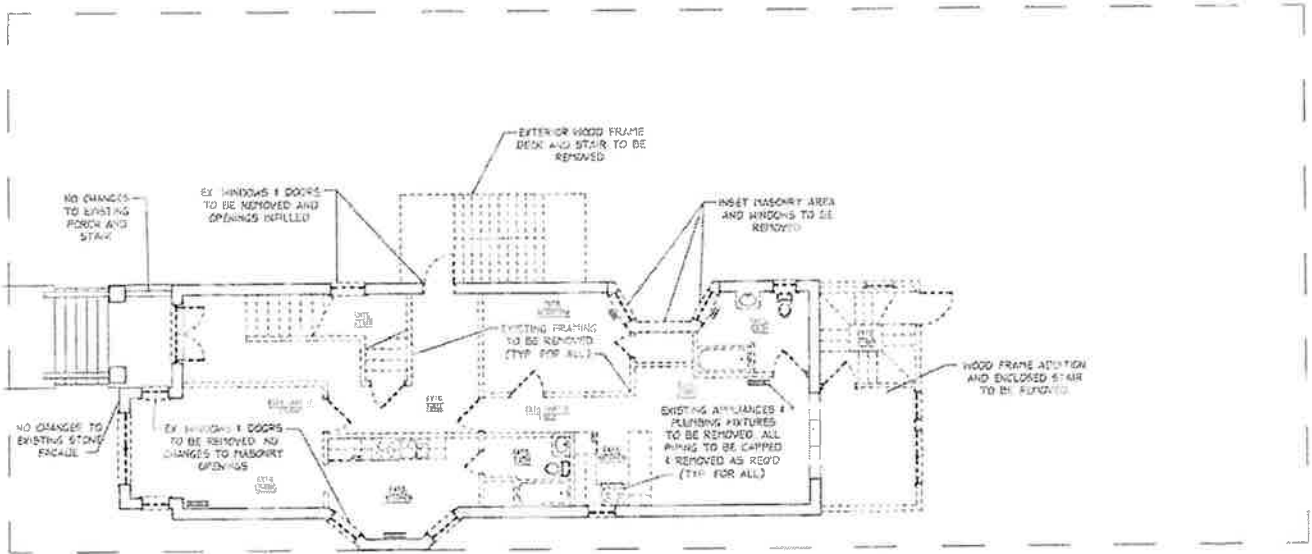 EXTERIOR WOOD FRAME
DECK AND STAIR TO BE
REMOVED
NO CHANGES
TO EXISTING
PORCH AND
STAIR
EX. WINDOWS & DOORS
TO BE REMOVED AND
OPENINGS INFILLED
INSET MASONRY AREA
AND WINDOWS TO BE
REMOVED
EXISTING FRAMING
TO BE REMOVED
(TYP. FOR ALL)
WOOD FRAME ADDITION
AND ENCLOSED STAIR
TO BE REMOVED
NO CHANGES TO
EXISTING STONE
FACADE
EX. WINDOWS & DOORS
TO BE REMOVED. NO
CHANGES TO MASONRY
OPENINGS
EXISTING APPLIANCES &
PLUMBING FIXTURES
TO BE REMOVED. ALL
PIPING TO BE CAPPED
& REMOVED AS REQ'D
(TYP. FOR ALL)